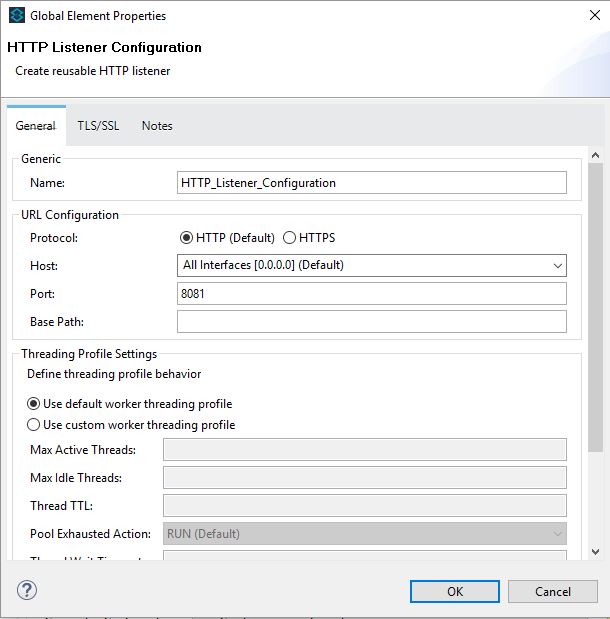 Global Element Properties
HTTP Listener Configuration
Create reusable HTTP listener
General TLS/SSL Notes
Generic
Name: HTTP_Listener_Configuration
URL Configuration
Protocol: HTTP (Default) HTTPS
Host: All Interfaces [0.0.0.0] (Default)
Port: 8081
Base Path:
Threading Profile Settings
Define threading profile behavior
Use default worker threading profile
Use custom worker threading profile
Max Active Threads:
Max Idle Threads:
Thread TTL:
Pool Exhausted Action: RUN (Default)
?
OK Cancel